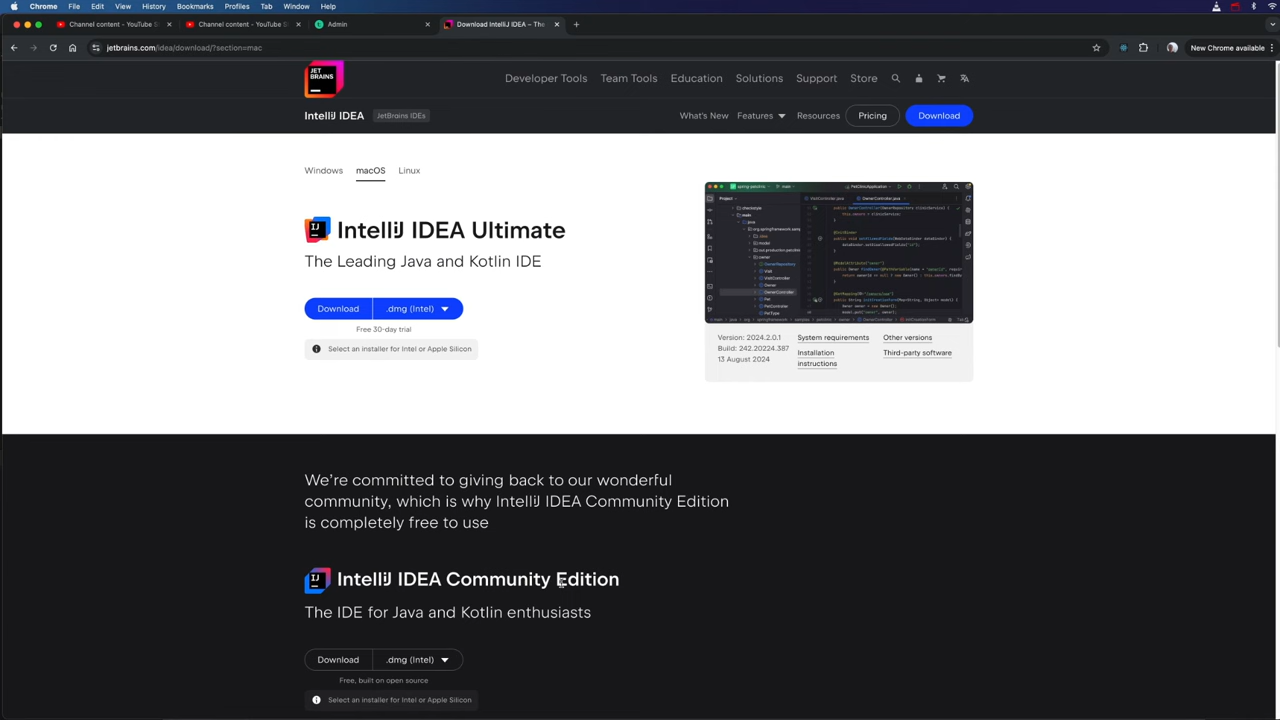 Chrome File Edit View History Bookmarks Profiles Tab Window Help
Channel content - YouTube S
Channel content - YouTube S
Admin
Download IntelliJ IDEA – The
jetbrains.com/idea/download/?section=mac
New Chrome available
JET
BRAINS
Developer Tools Team Tools Education Solutions Support Store
IntelliJ IDEA JetBrains IDEs
What's New Features Resources Pricing Download
Windows macOS Linux
IJ IntelliJ IDEA Ultimate
The Leading Java and Kotlin IDE
Download .dmg (Intel)
Free 30-day trial
Select an installer for Intel or Apple Silicon
Version: 2024.2.0.1
Build: 242.20224.387
13 August 2024
System requirements
Installation
instructions
Other versions
Third-party software
We're committed to giving back to our wonderful
community, which is why IntelliJ IDEA Community Edition
is completely free to use
IJ IntelliJ IDEA Community Edition
The IDE for Java and Kotlin enthusiasts
Download .dmg (Intel)
Free, built on open source
Select an installer for Intel or Apple Silicon